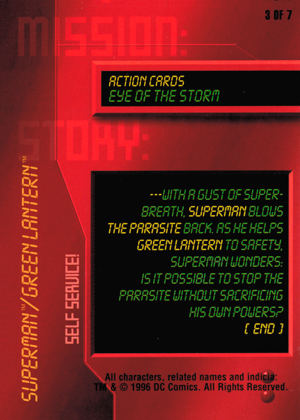 3 OF 7
MISSION:
ACTION CARDS
EYE OF THE STORM
STORY:
SUPERMAN™/GREEN LANTERN™
SELF SERVICE!
---WITH A GUST OF SUPER-
BREATH, SUPERMAN BLOWS
THE PARASITE BACK. AS HE HELPS
GREEN LANTERN TO SAFETY,
SUPERMAN WONDERS:
IS IT POSSIBLE TO STOP THE
PARASITE WITHOUT SACRIFICING
HIS OWN POWERS?
( END )
All characters, related names and indicia:
TM & © 1996 DC Comics. All Rights Reserved.